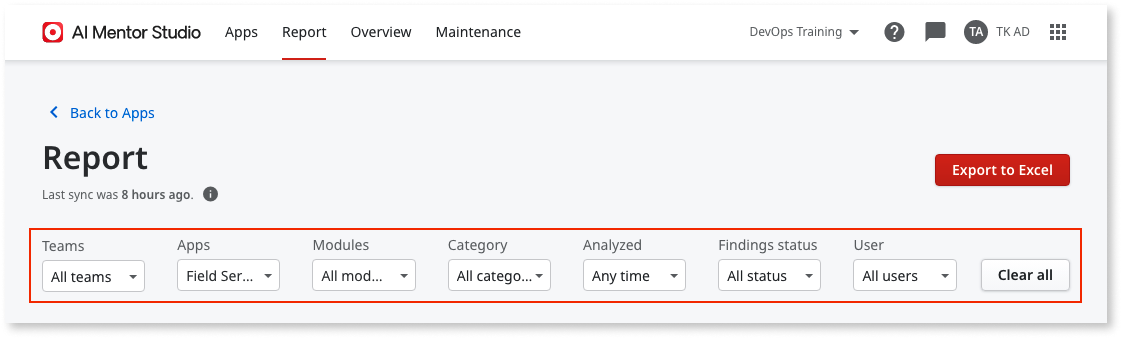 AI Mentor Studio Apps Report Overview Maintenance DevOps Training TA TK AD
Back to Apps
Report
Export to Excel
Last sync was 8 hours ago.
Teams Apps Modules Category Analyzed Findings status User
All teams Field Ser... All mod... All catego... Any time All status All users Clear all